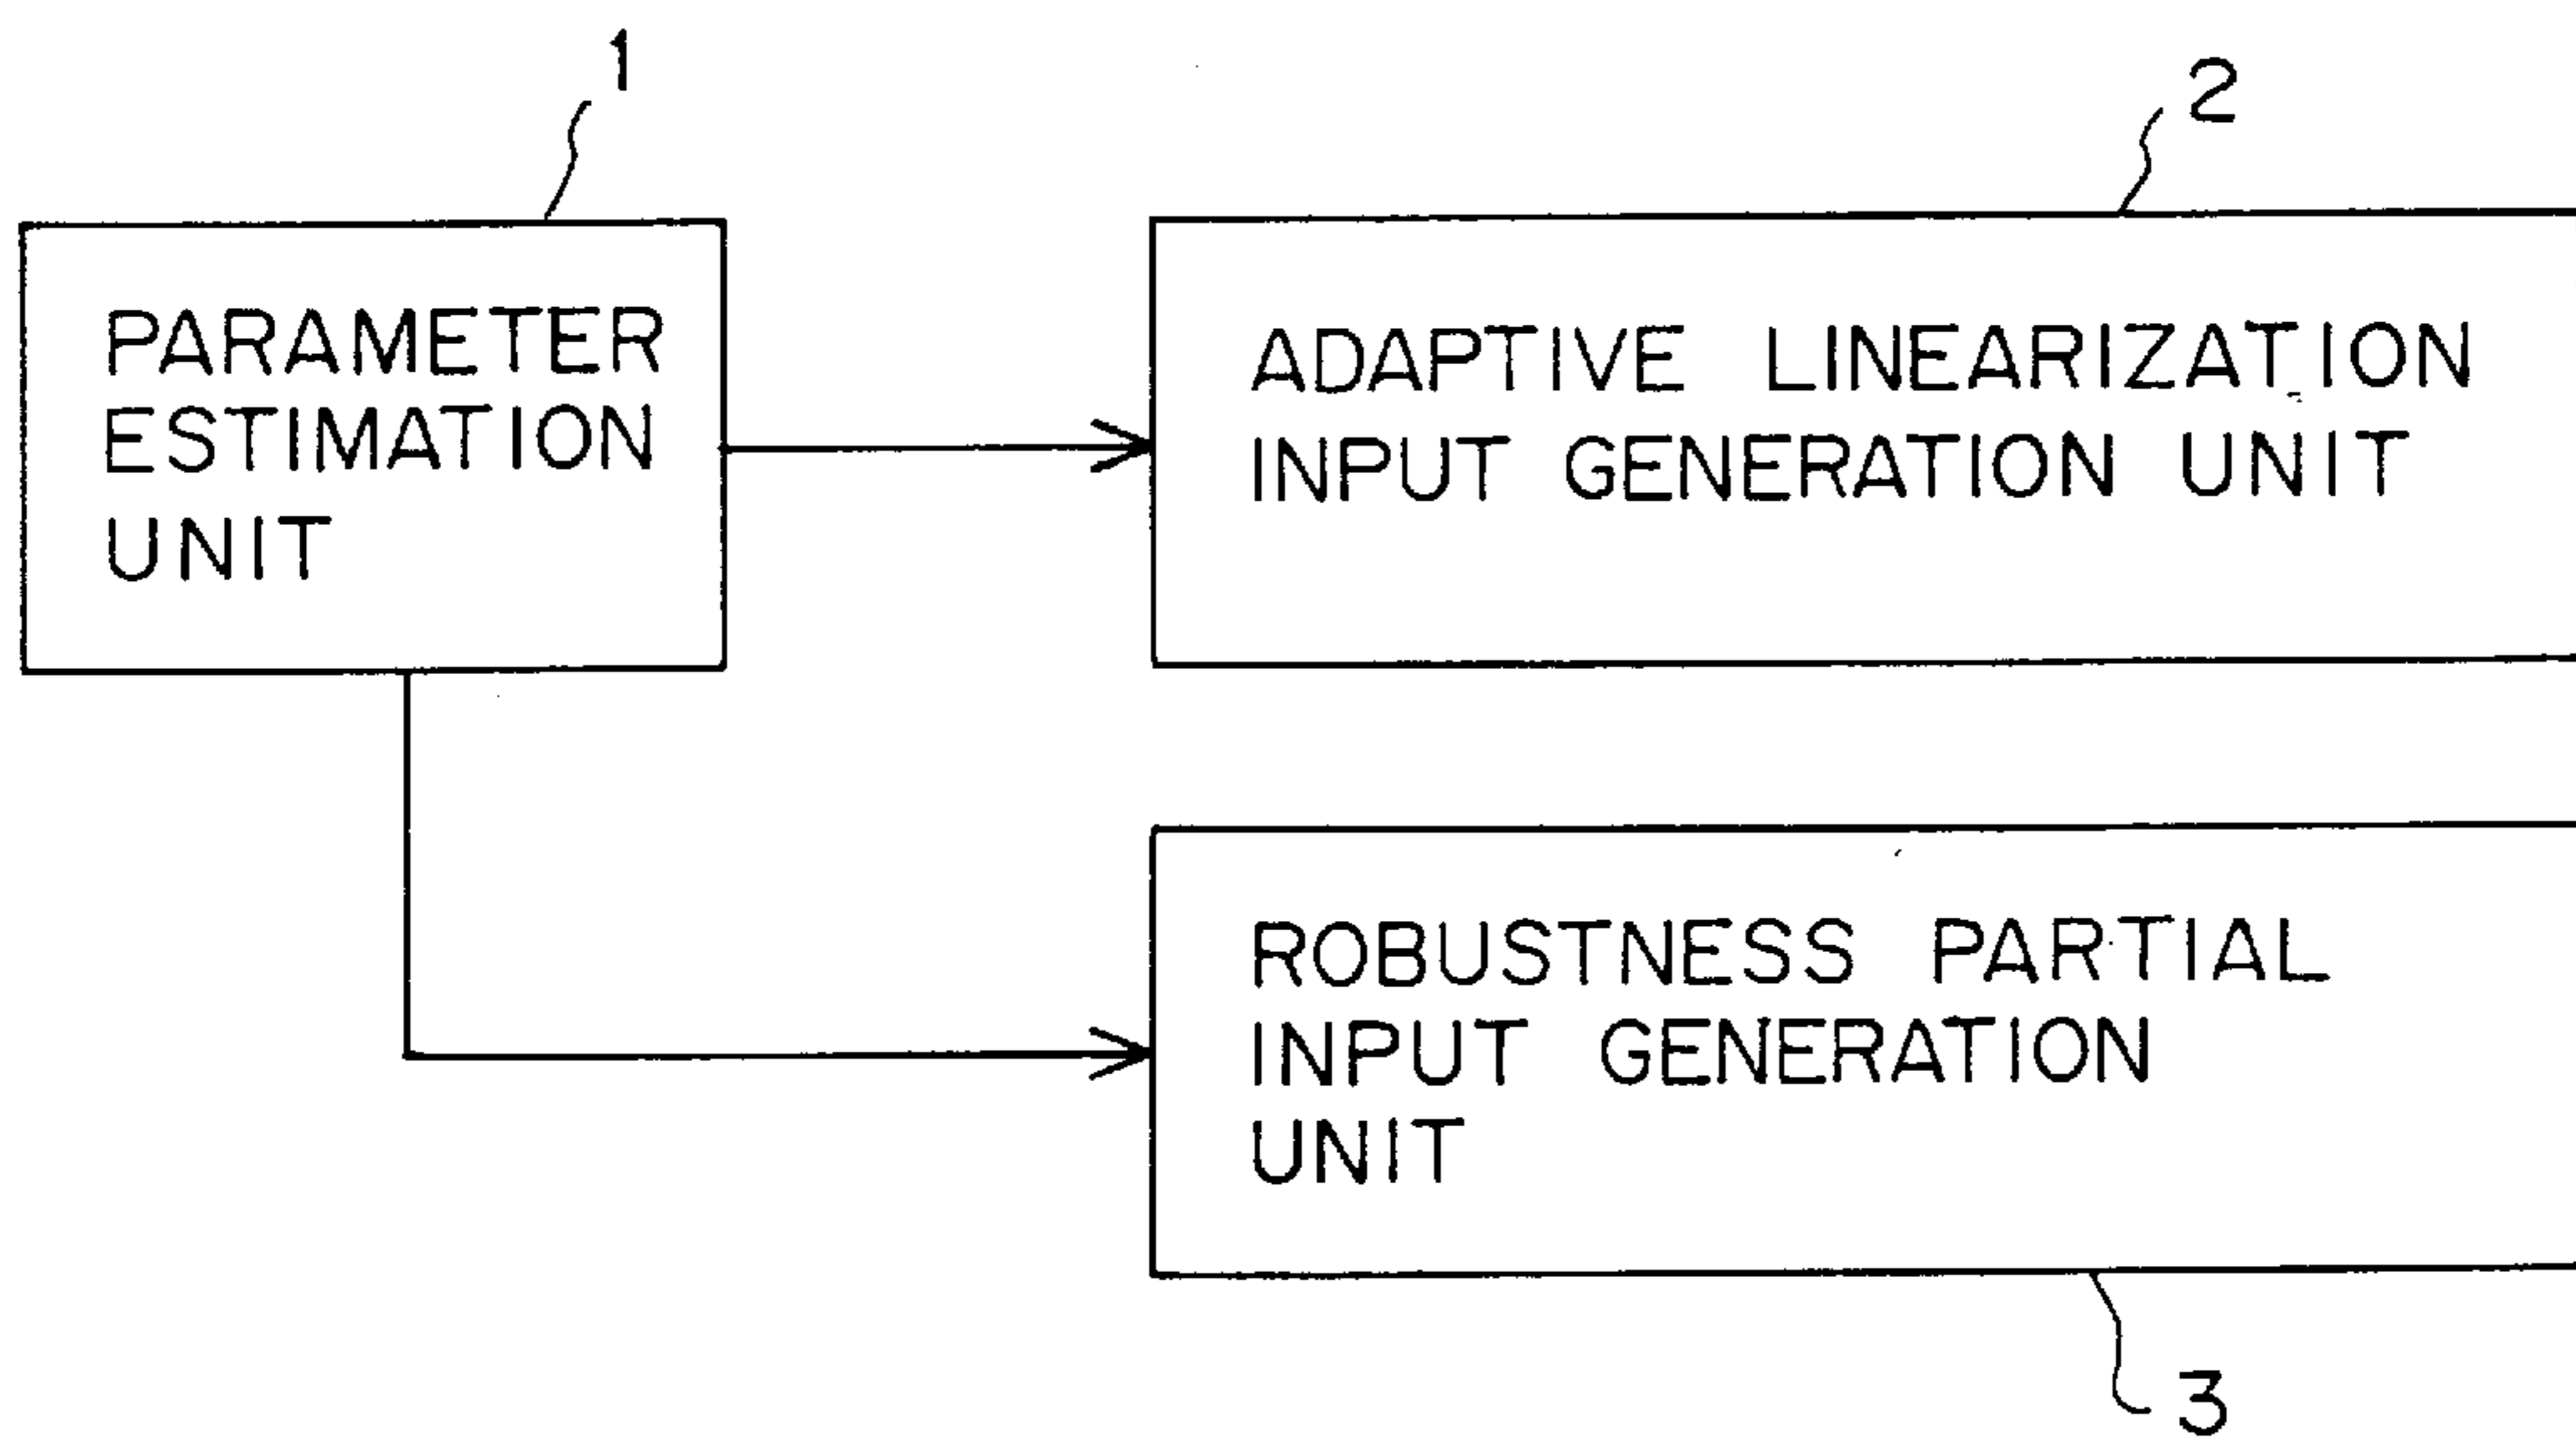 1
2
PARAMETER
ESTIMATION
UNIT
ADAPTIVE LINEARIZATION
INPUT GENERATION UNIT
ROBUSTNESS PARTIAL
INPUT GENERATION
UNIT
3